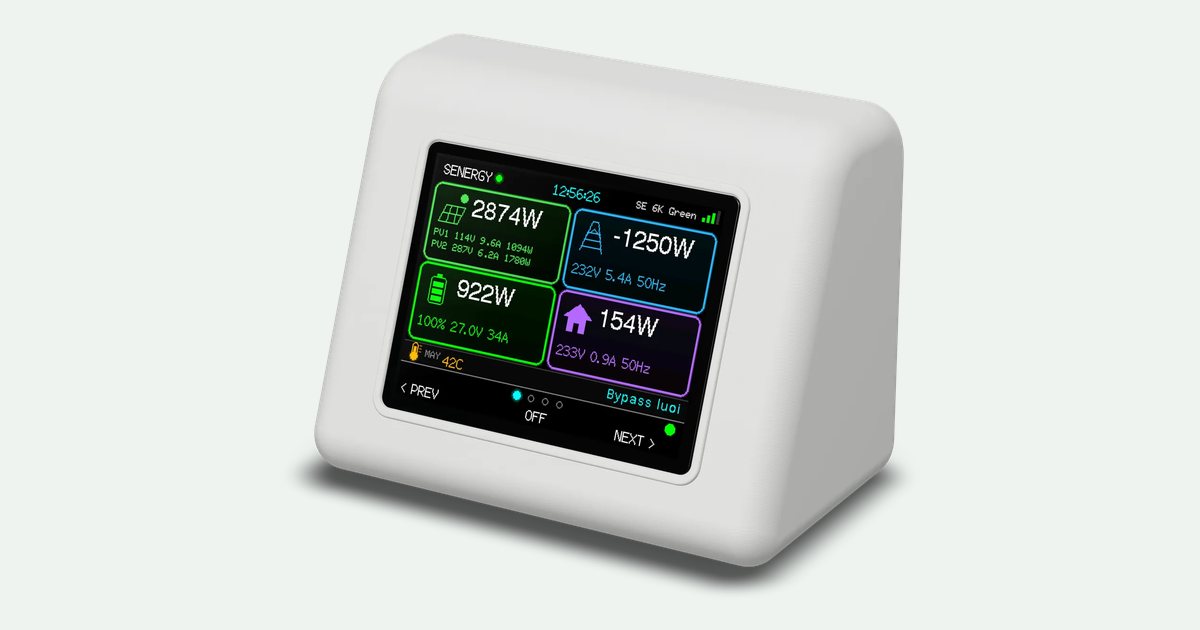 SENERGY
12:56:26
SE 6K Green
2874W
PV1 114V 9.6A 1094W
PV2 287V 6.2A 1780W
-1250W
232V 5.4A 50Hz
922W
100% 27.0V 34A
154W
233V 0.9A 50Hz
MAY 42C
Bypass luoi
< PREV
OFF
NEXT >